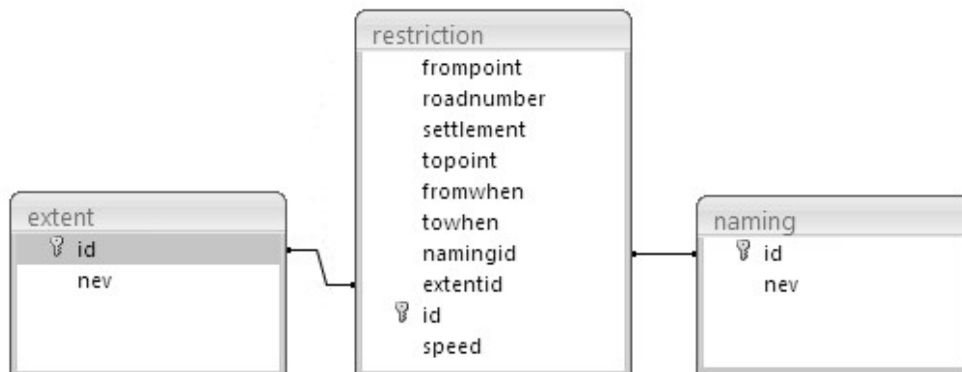 extent
id
nev
restriction
frompoint
roadnumber
settlement
topoint
fromwhen
towhen
namingid
extentid
id
speed
naming
id
nev